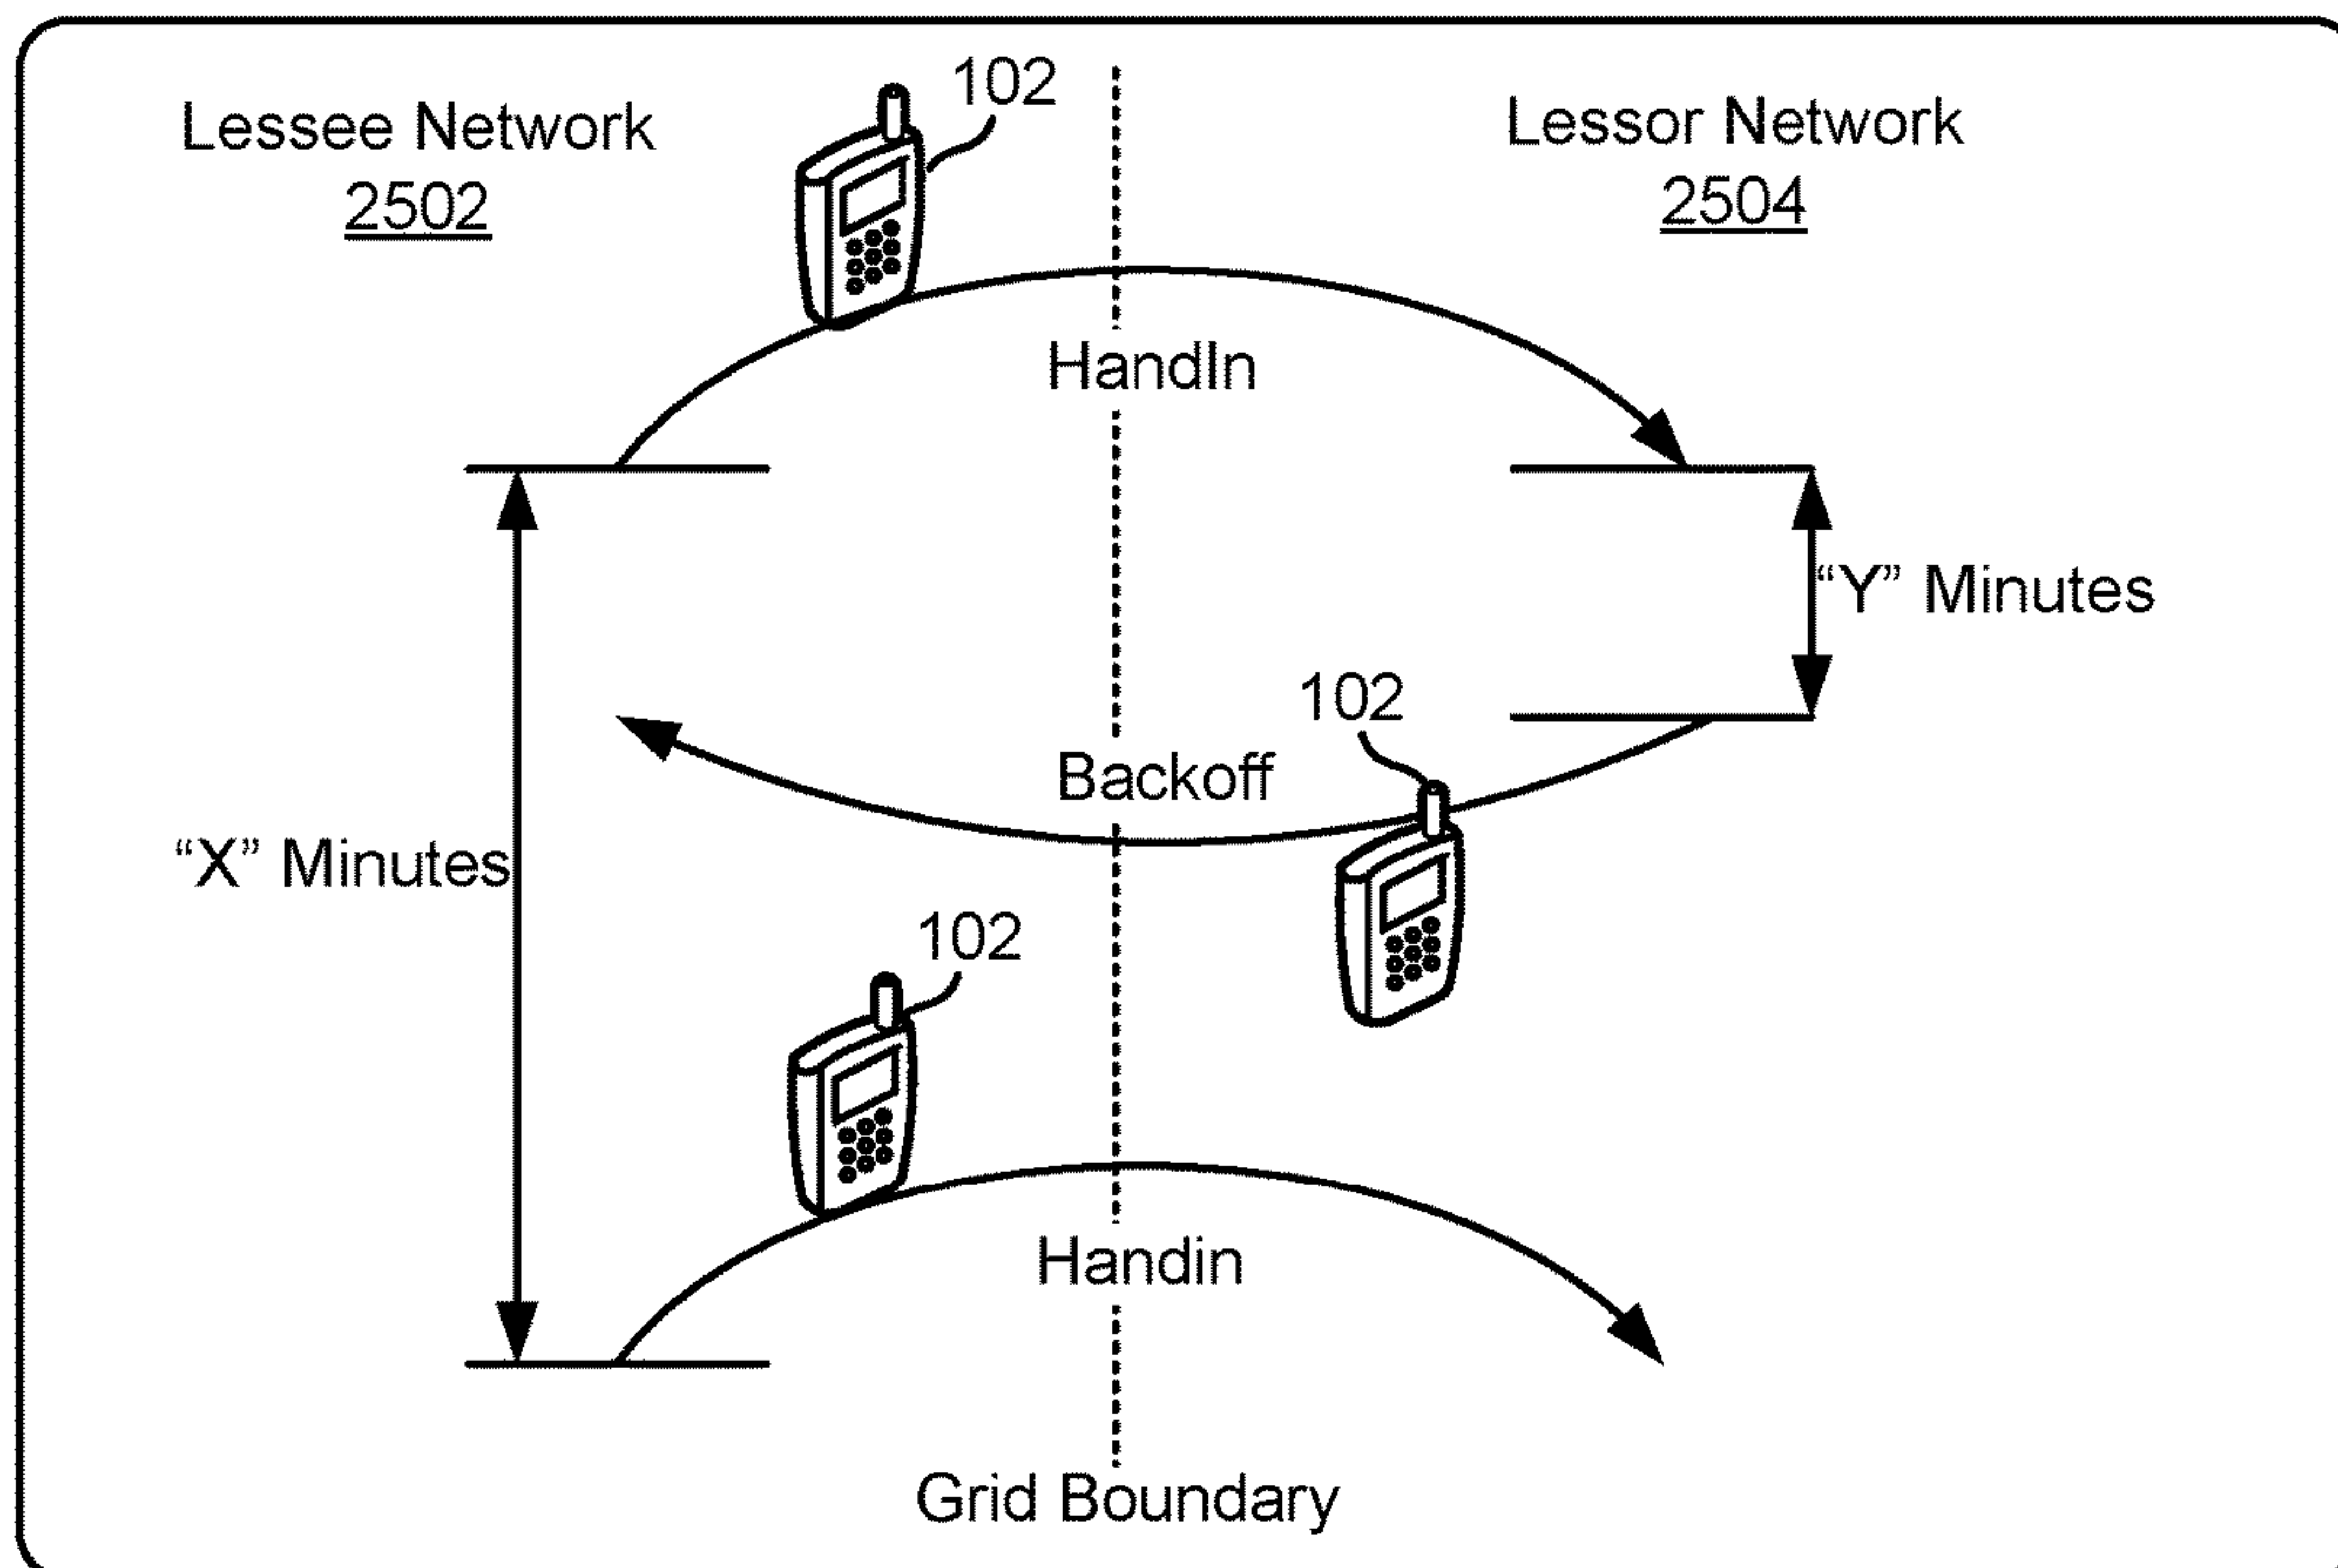 102
Lessee Network
2502
Lessor Network
2504
HandIn
“Y” Minutes
102
Backoff
“X” Minutes
102
Handin
Grid Boundary